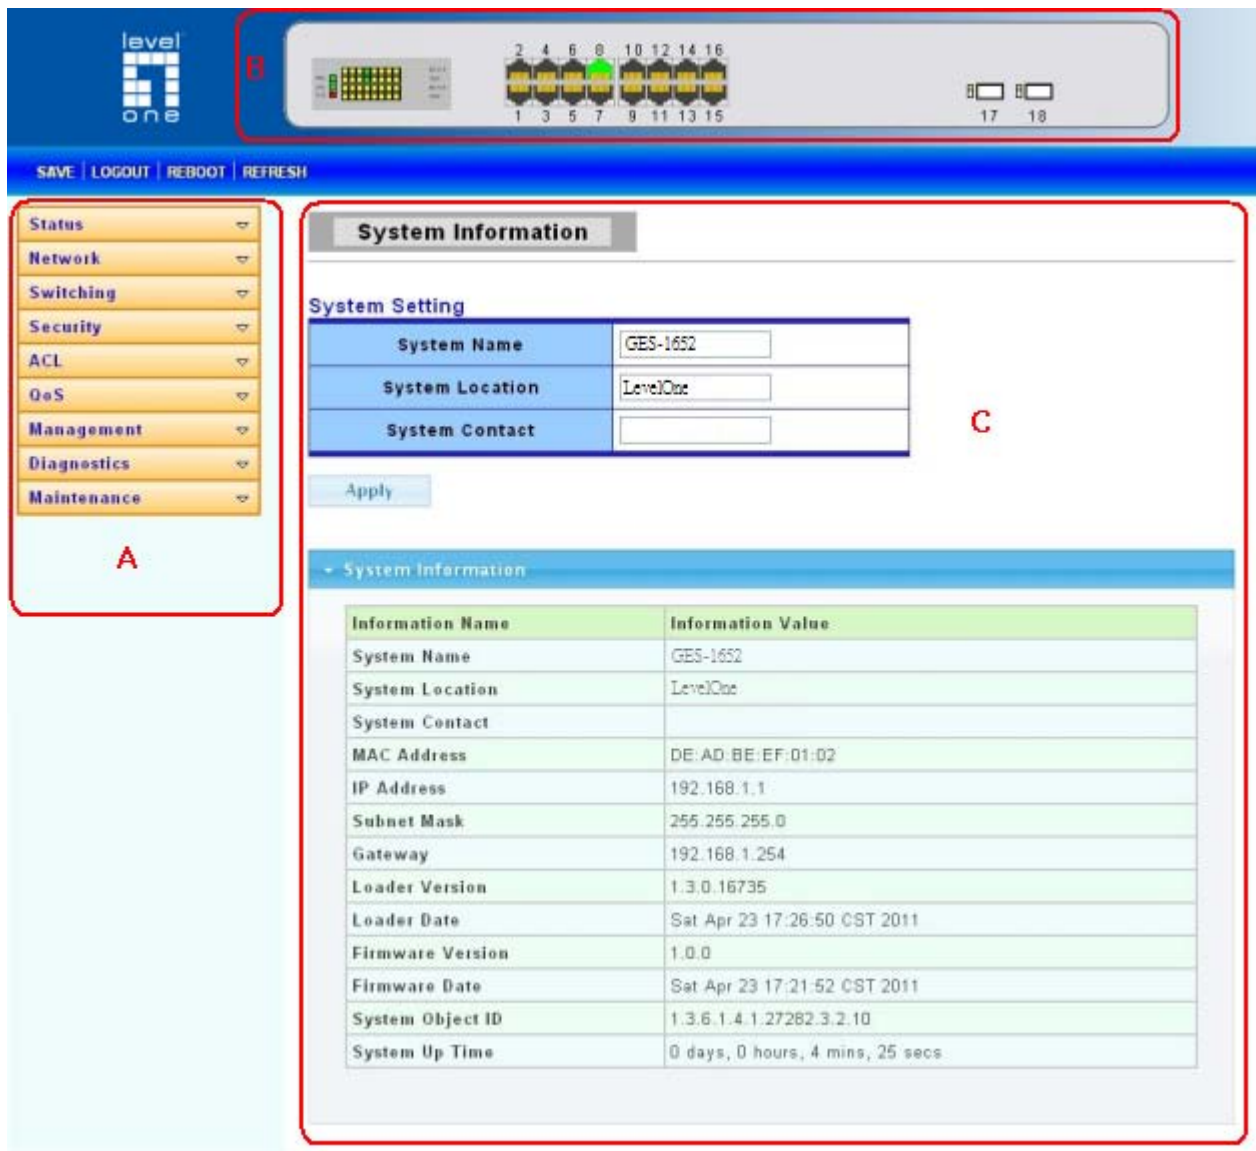 level
one
B
2 4 6 8 10 12 14 16
1 3 5 7 9 11 13 15
17 18
SAVE | LOGOUT | REBOOT | REFRESH
Status
Network
Switching
Security
ACL
QoS
Management
Diagnostics
Maintenance
A
System Information
System Setting
System Name GES-1652
System Location LevelOne
System Contact
C
Apply
System Information
Information Name Information Value
System Name GES-1652
System Location LevelOne
System Contact
MAC Address DE:AD:BE:EF:01:02
IP Address 192.168.1.1
Subnet Mask 255.255.255.0
Gateway 192.168.1.254
Loader Version 1.3.0.16735
Loader Date Sat Apr 23 17:26:50 CST 2011
Firmware Version 1.0.0
Firmware Date Sat Apr 23 17:21:52 CST 2011
System Object ID 1.3.6.1.4.1.27282.3.2.10
System Up Time 0 days, 0 hours, 4 mins, 25 secs